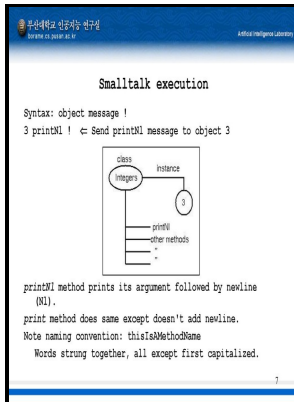 부산대학교 인공지능 연구실
borame.cs.pusan.ac.kr
Artificial Intelligence Laboratory
Smalltalk execution
Syntax: object message !
3 printNl ! ⇐ Send printNl message to object 3
class
Integers
instance
3
printNl
other methods
"
"
printNl method prints its argument followed by newline
(Nl).
print method does same except doesn't add newline.
Note naming convention: thisIsAMethodName
Words strung together, all except first capitalized.
7